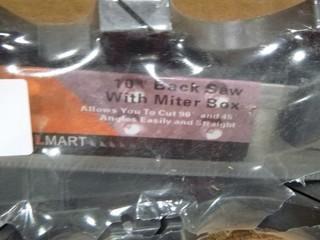 10" Back Saw
With Miter Box
Allows You To Cut 90° and 45
Angles Easily and Straight
LMART